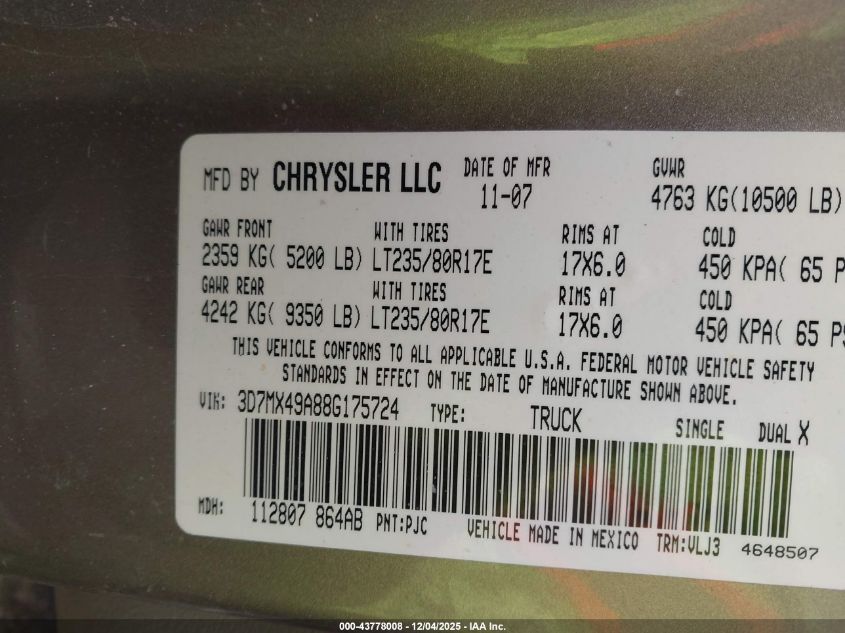 MFD BY CHRYSLER LLC DATE OF MFR GVWR
11-07 4763 KG(10500 LB)
GAWR FRONT WITH TIRES RIMS AT COLD
2359 KG( 5200 LB) LT235/80R17E 17X6.0 450 KPA( 65 P
GAWR REAR WITH TIRES RIMS AT COLD
4242 KG( 9350 LB) LT235/80R17E 17X6.0 450 KPA( 65 PS
THIS VEHICLE CONFORMS TO ALL APPLICABLE U.S.A. FEDERAL MOTOR VEHICLE SAFETY
STANDARDS IN EFFECT ON THE DATE OF MANUFACTURE SHOWN ABOVE.
VIN: 3D7MX49A88G175724 TYPE: TRUCK SINGLE DUAL X
MDH: 112807 864AB PNT:PJC VEHICLE MADE IN MEXICO TRM:VLJ3 4648507
000-43778008 - 12/04/2025 - IAA Inc.